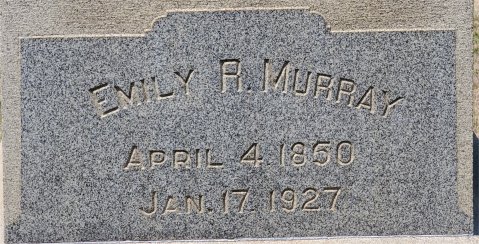 EMILY R. MURRAY
APRIL 4. 1850
JAN. 17. 1927